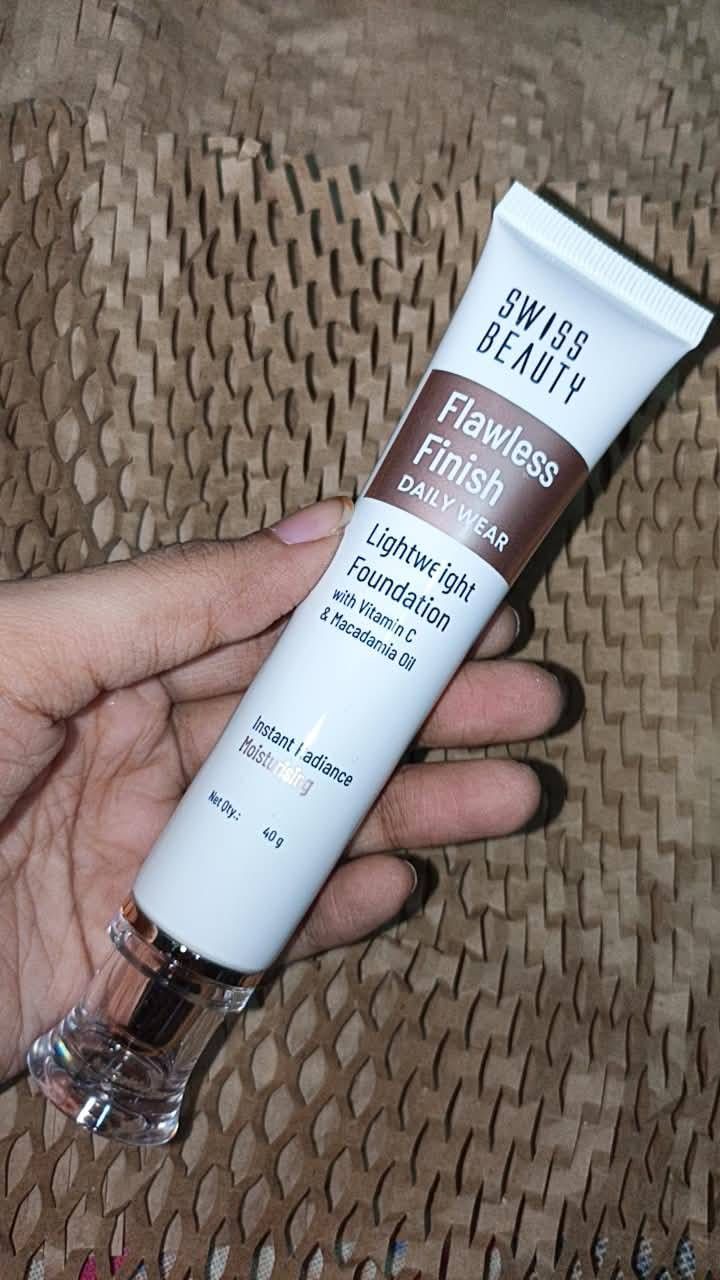 SWISS
BEAUTY
Flawless
Finish
DAILY WEAR
Lightweight
Foundation
with Vitamin C
& Macadamia Oil
Instant Radiance
Moisturising
Net Qty.: 40 g